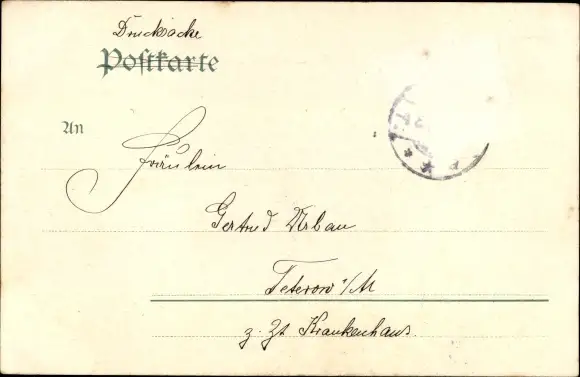 Drucksache
Postkarte
An
Fräulein
Gertrud Urban
Teterow i/M
z. Zt Krankenhaus.